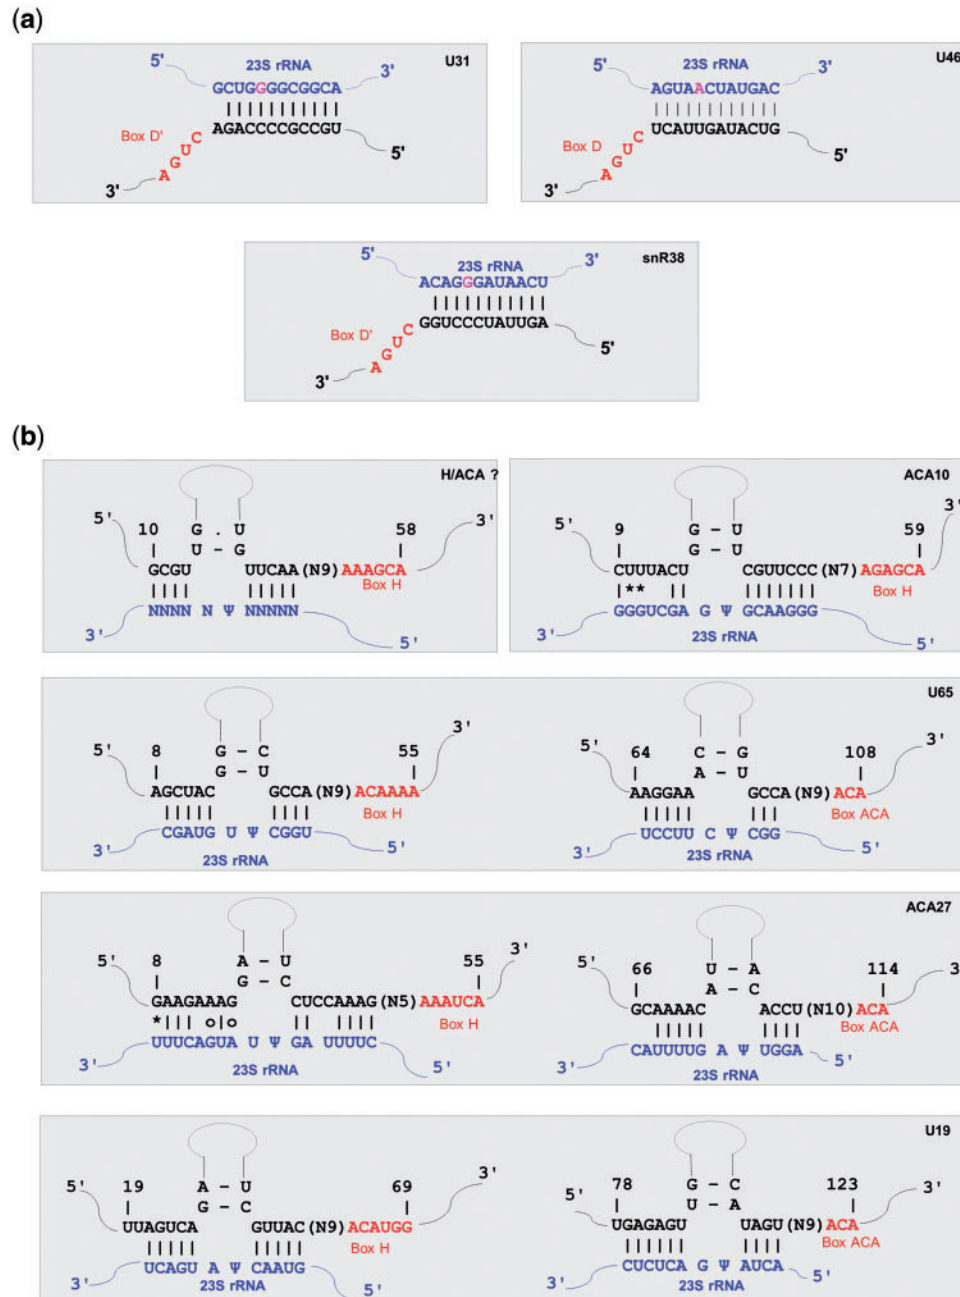 (a)
U31
5' 23S rRNA 3'
GCUGGGGCGGCA
Box D' AGACCCCGCCGU
C
U
G
A
5'
3'
U46
5' 23S rRNA 3'
AGUAACUAUGAC
Box D UCAUUGAUACUG
C
U
G
A
5'
3'
snR38
5' 23S rRNA 3'
ACAGGGAUAACU
Box D' GGUCCCUAUUGA
C
U
G
A
5'
3'
(b)
H/ACA ?
5' 10 G . U 58 3'
U - G
GCGU UUCAA (N9) AAAGCA
Box H
NNNN N Ψ NNNNN
3' 5'
ACA10
5' 9 G - U 59 3'
G - U
CUUUACU CGUUCCC (N7) AGAGCA
** Box H
GGGUCGA G Ψ GCAAGGG
3' 23S rRNA 5'
U65
5' 8 G - C 55 3'
G - U
AGCUAC GCCA (N9) ACAAAA
Box H
CGAUG U Ψ CGGU
3' 23S rRNA 5'
5' 64 C - G 108 3'
A - U
AAGGAA GCCA (N9) ACA
Box ACA
UCCUU C Ψ CGG
3' 23S rRNA 5'
ACA27
5' 8 A - U 55 3'
G - C
GAAGAAAG CUCCAAAG (N5) AAAUCA
* o o Box H
UUUCAGUA U Ψ GA UUUUC
3' 23S rRNA 5'
5' 66 U - A 114 3'
A - C
GCAAAAC ACCU (N10) ACA
Box ACA
CAUUUUG A Ψ UGGA
3' 23S rRNA 5'
U19
5' 19 A - U 69 3'
G - C
UUAGUCA GUUAC (N9) ACAUGG
Box H
UCAGU A Ψ CAAUG
3' 23S rRNA 5'
5' 78 G - C 123 3'
U - A
UGAGAGU UAGU (N9) ACA
Box ACA
CUCUCA G Ψ AUCA
3' 23S rRNA 5'